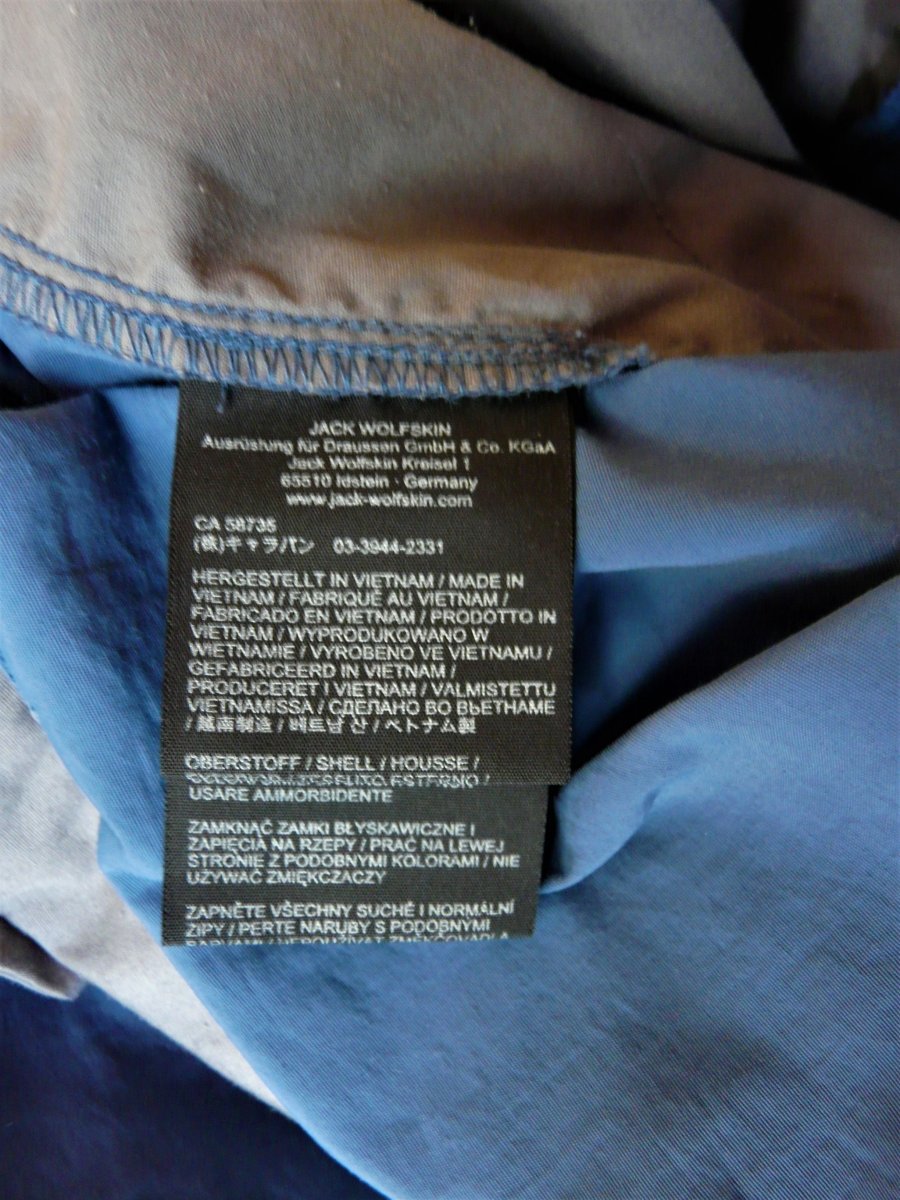 JACK WOLFSKIN
Ausrüstung für Draussen GmbH & Co. KGaA
Jack Wolfskin Kreisel 1
65510 Idstein · Germany
www.jack-wolfskin.com
CA 58735
(株)キャラバン 03-3944-2331
HERGESTELLT IN VIETNAM / MADE IN
VIETNAM / FABRIQUÉ AU VIETNAM /
FABRICADO EN VIETNAM / PRODOTTO IN
VIETNAM / WYPRODUKOWANO W
WIETNAMIE / VYROBENO VE VIETNAMU /
GEFABRICEERD IN VIETNAM /
PRODUCERET I VIETNAM / VALMISTETTU
VIETNAMISSA / СДЕЛАНО ВО ВЬЕТНАМЕ
/ 越南制造 / 베트남 산 / ベトナム製
OBERSTOFF / SHELL / HOUSSE /
ESTERNO /
USARE AMMORBIDENTE
ZAMKNĄĆ ZAMKI BŁYSKAWICZNE I
ZAPIĘCIA NA RZEPY / PRAĆ NA LEWEJ
STRONIE Z PODOBNYMI KOLORAMI / NIE
UŻYWAĆ ZMIĘKCZACZY
ZAPNĚTE VŠECHNY SUCHÉ I NORMÁLNÍ
ZIPY / PERTE NARUBY S PODOBNÝMI
BARVAMI / NEPOUŽÍVAT ZMĚKČOVADLA